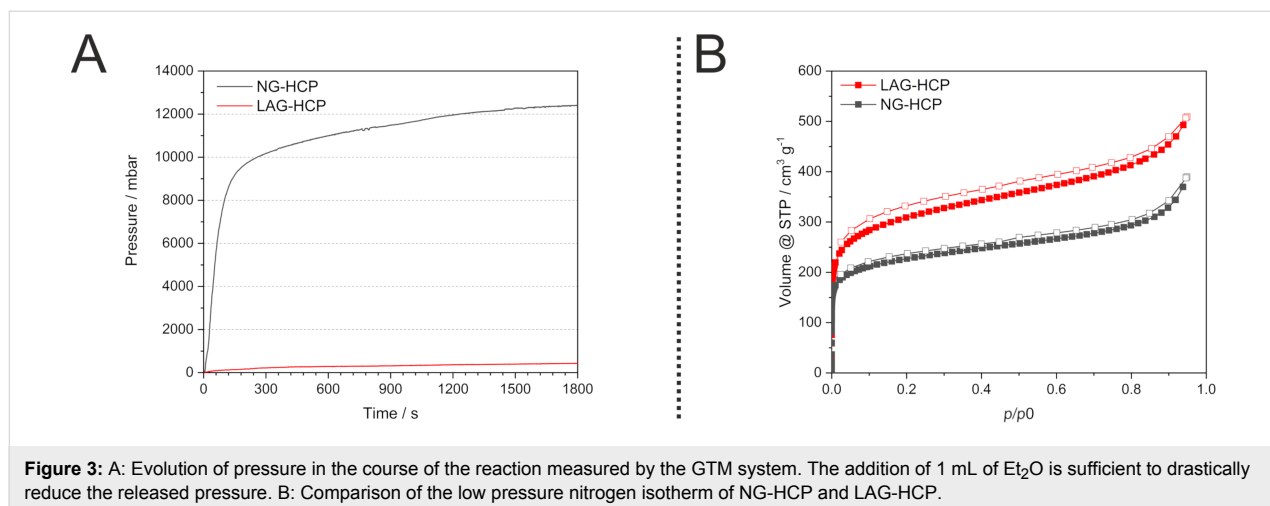 A
14000
12000
10000
8000
6000
4000
2000
0
Pressure / mbar
NG-HCP
LAG-HCP
0 300 600 900 1200 1500 1800
Time / s
B
600
500
400
300
200
100
0
Volume @ STP / cm³ g⁻¹
LAG-HCP
NG-HCP
0.0 0.2 0.4 0.6 0.8 1.0
p/p0
Figure 3: A: Evolution of pressure in the course of the reaction measured by the GTM system. The addition of 1 mL of Et₂O is sufficient to drastically
reduce the released pressure. B: Comparison of the low pressure nitrogen isotherm of NG-HCP and LAG-HCP.